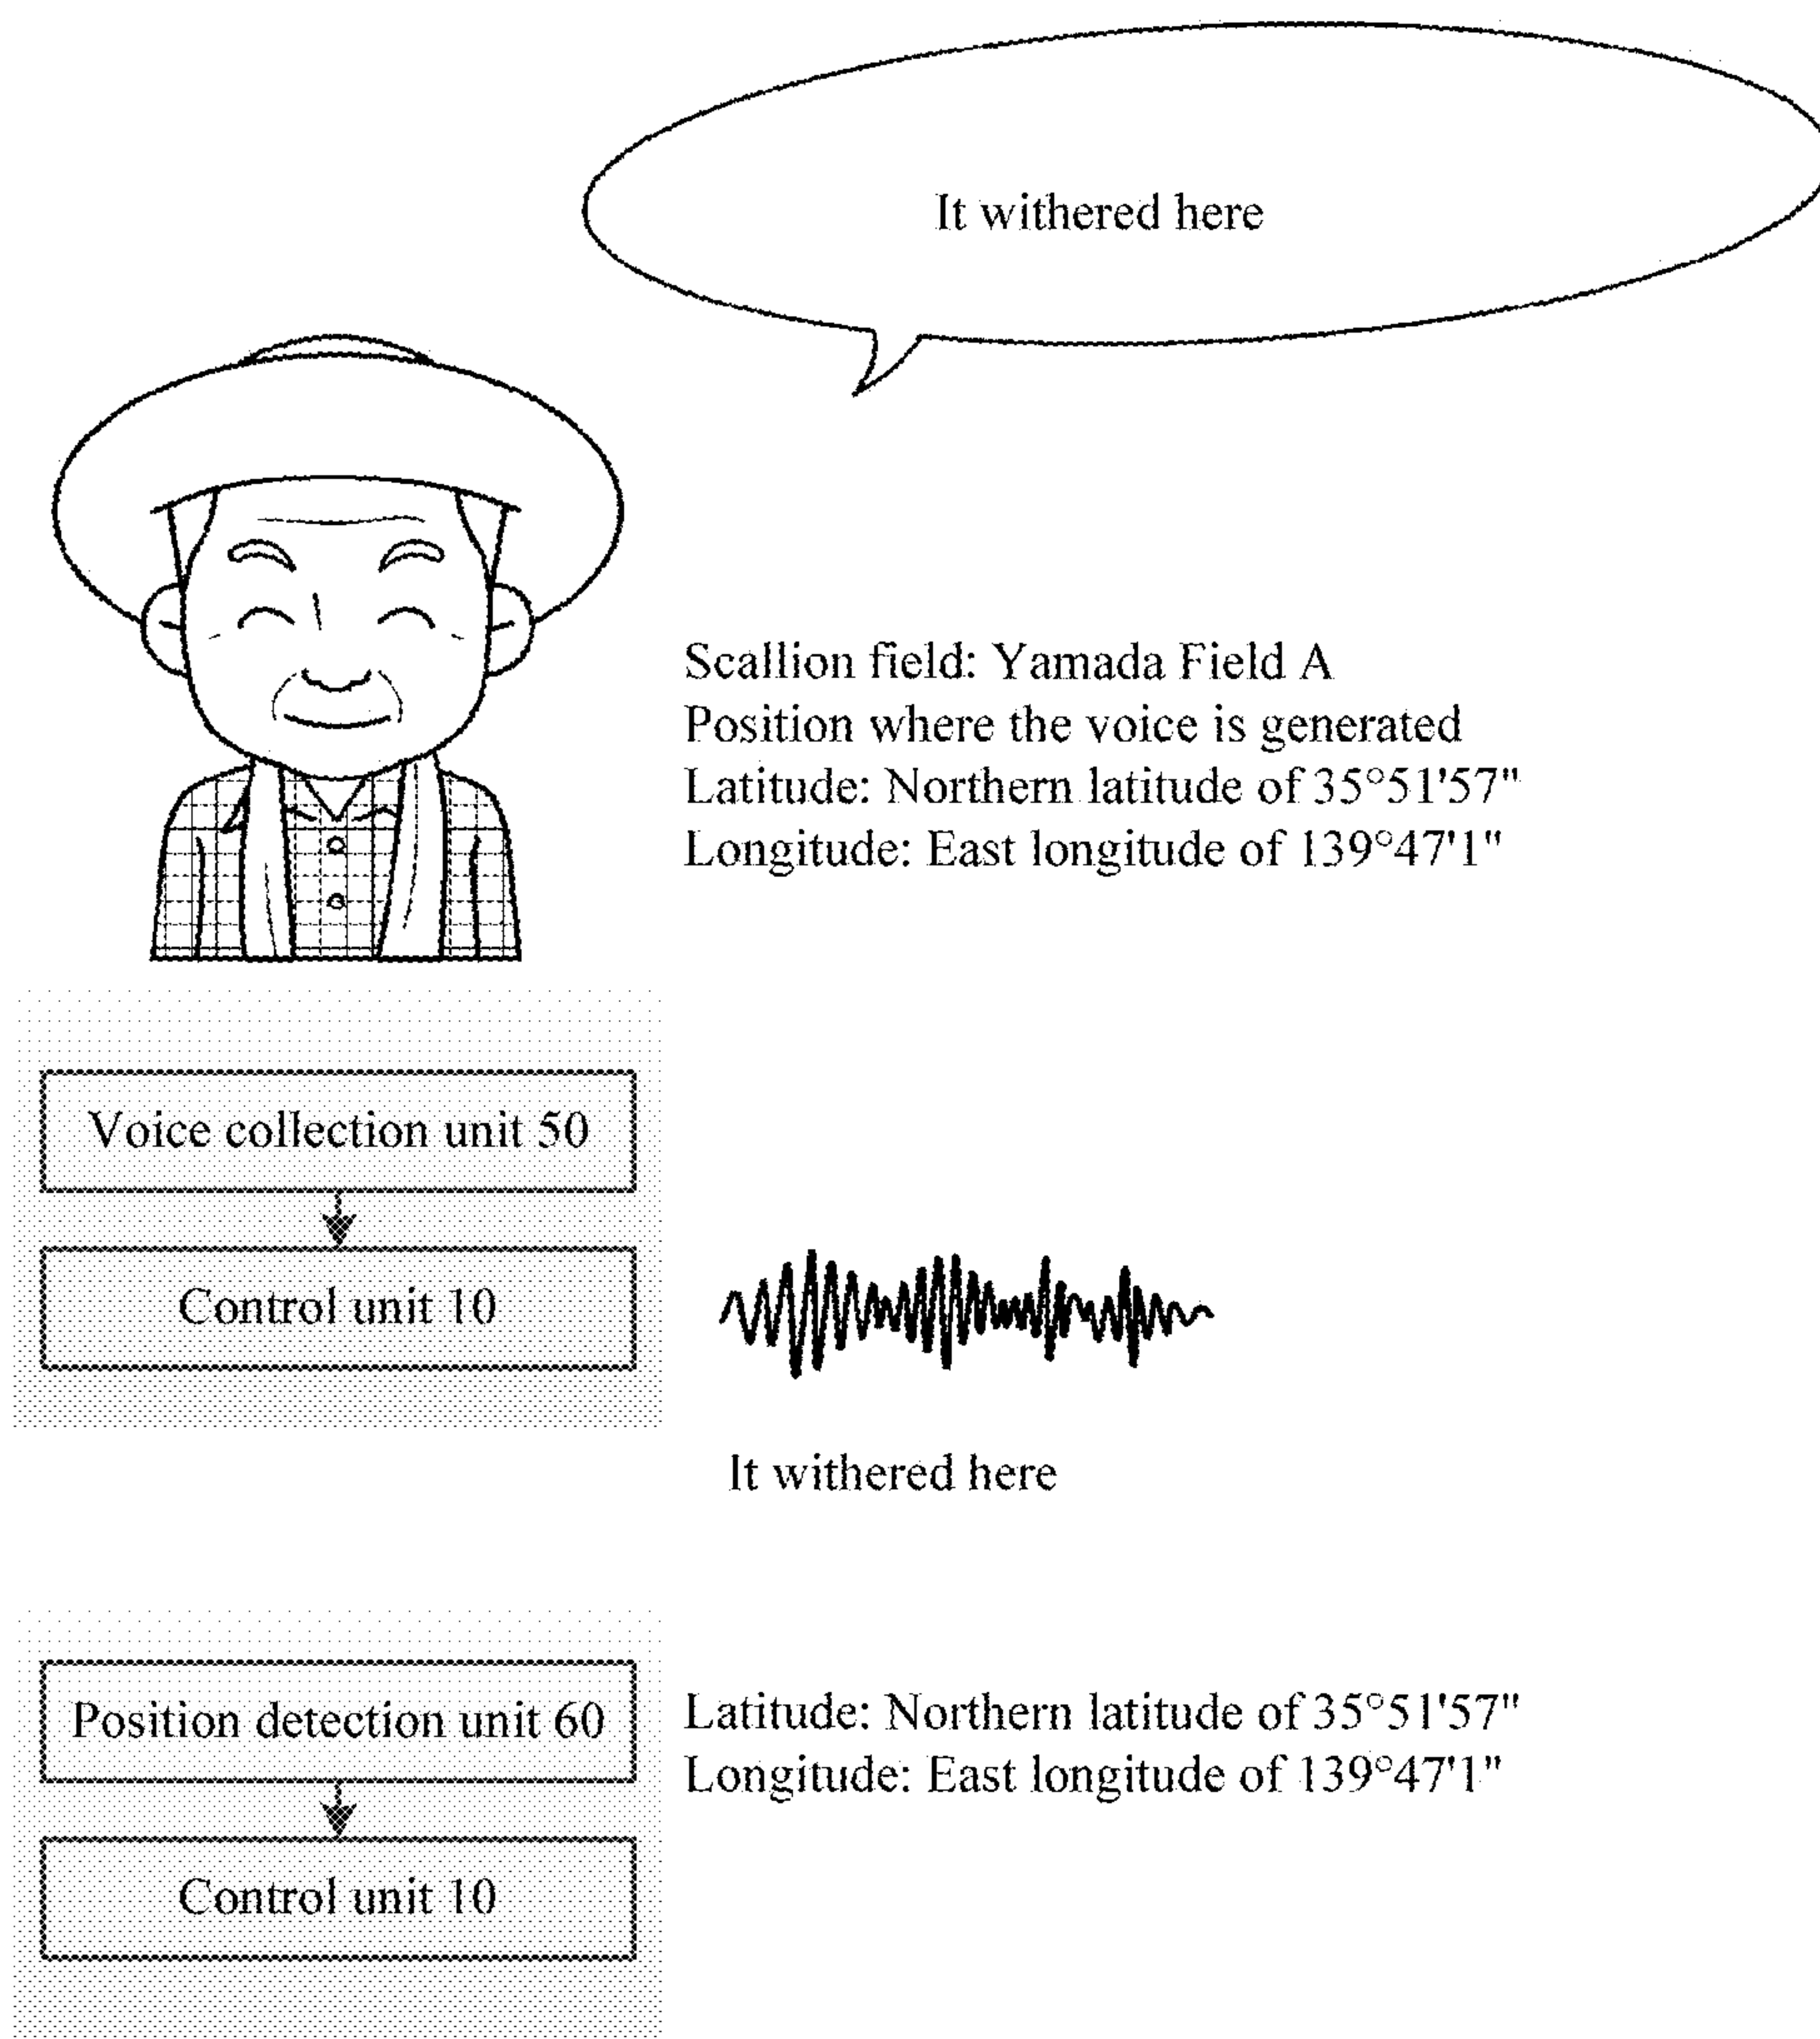 It withered here
Scallion field: Yamada Field A
Position where the voice is generated
Latitude: Northern latitude of 35°51'57"
Longitude: East longitude of 139°47'1"
Voice collection unit 50
Control unit 10
It withered here
Position detection unit 60
Latitude: Northern latitude of 35°51'57"
Longitude: East longitude of 139°47'1"
Control unit 10